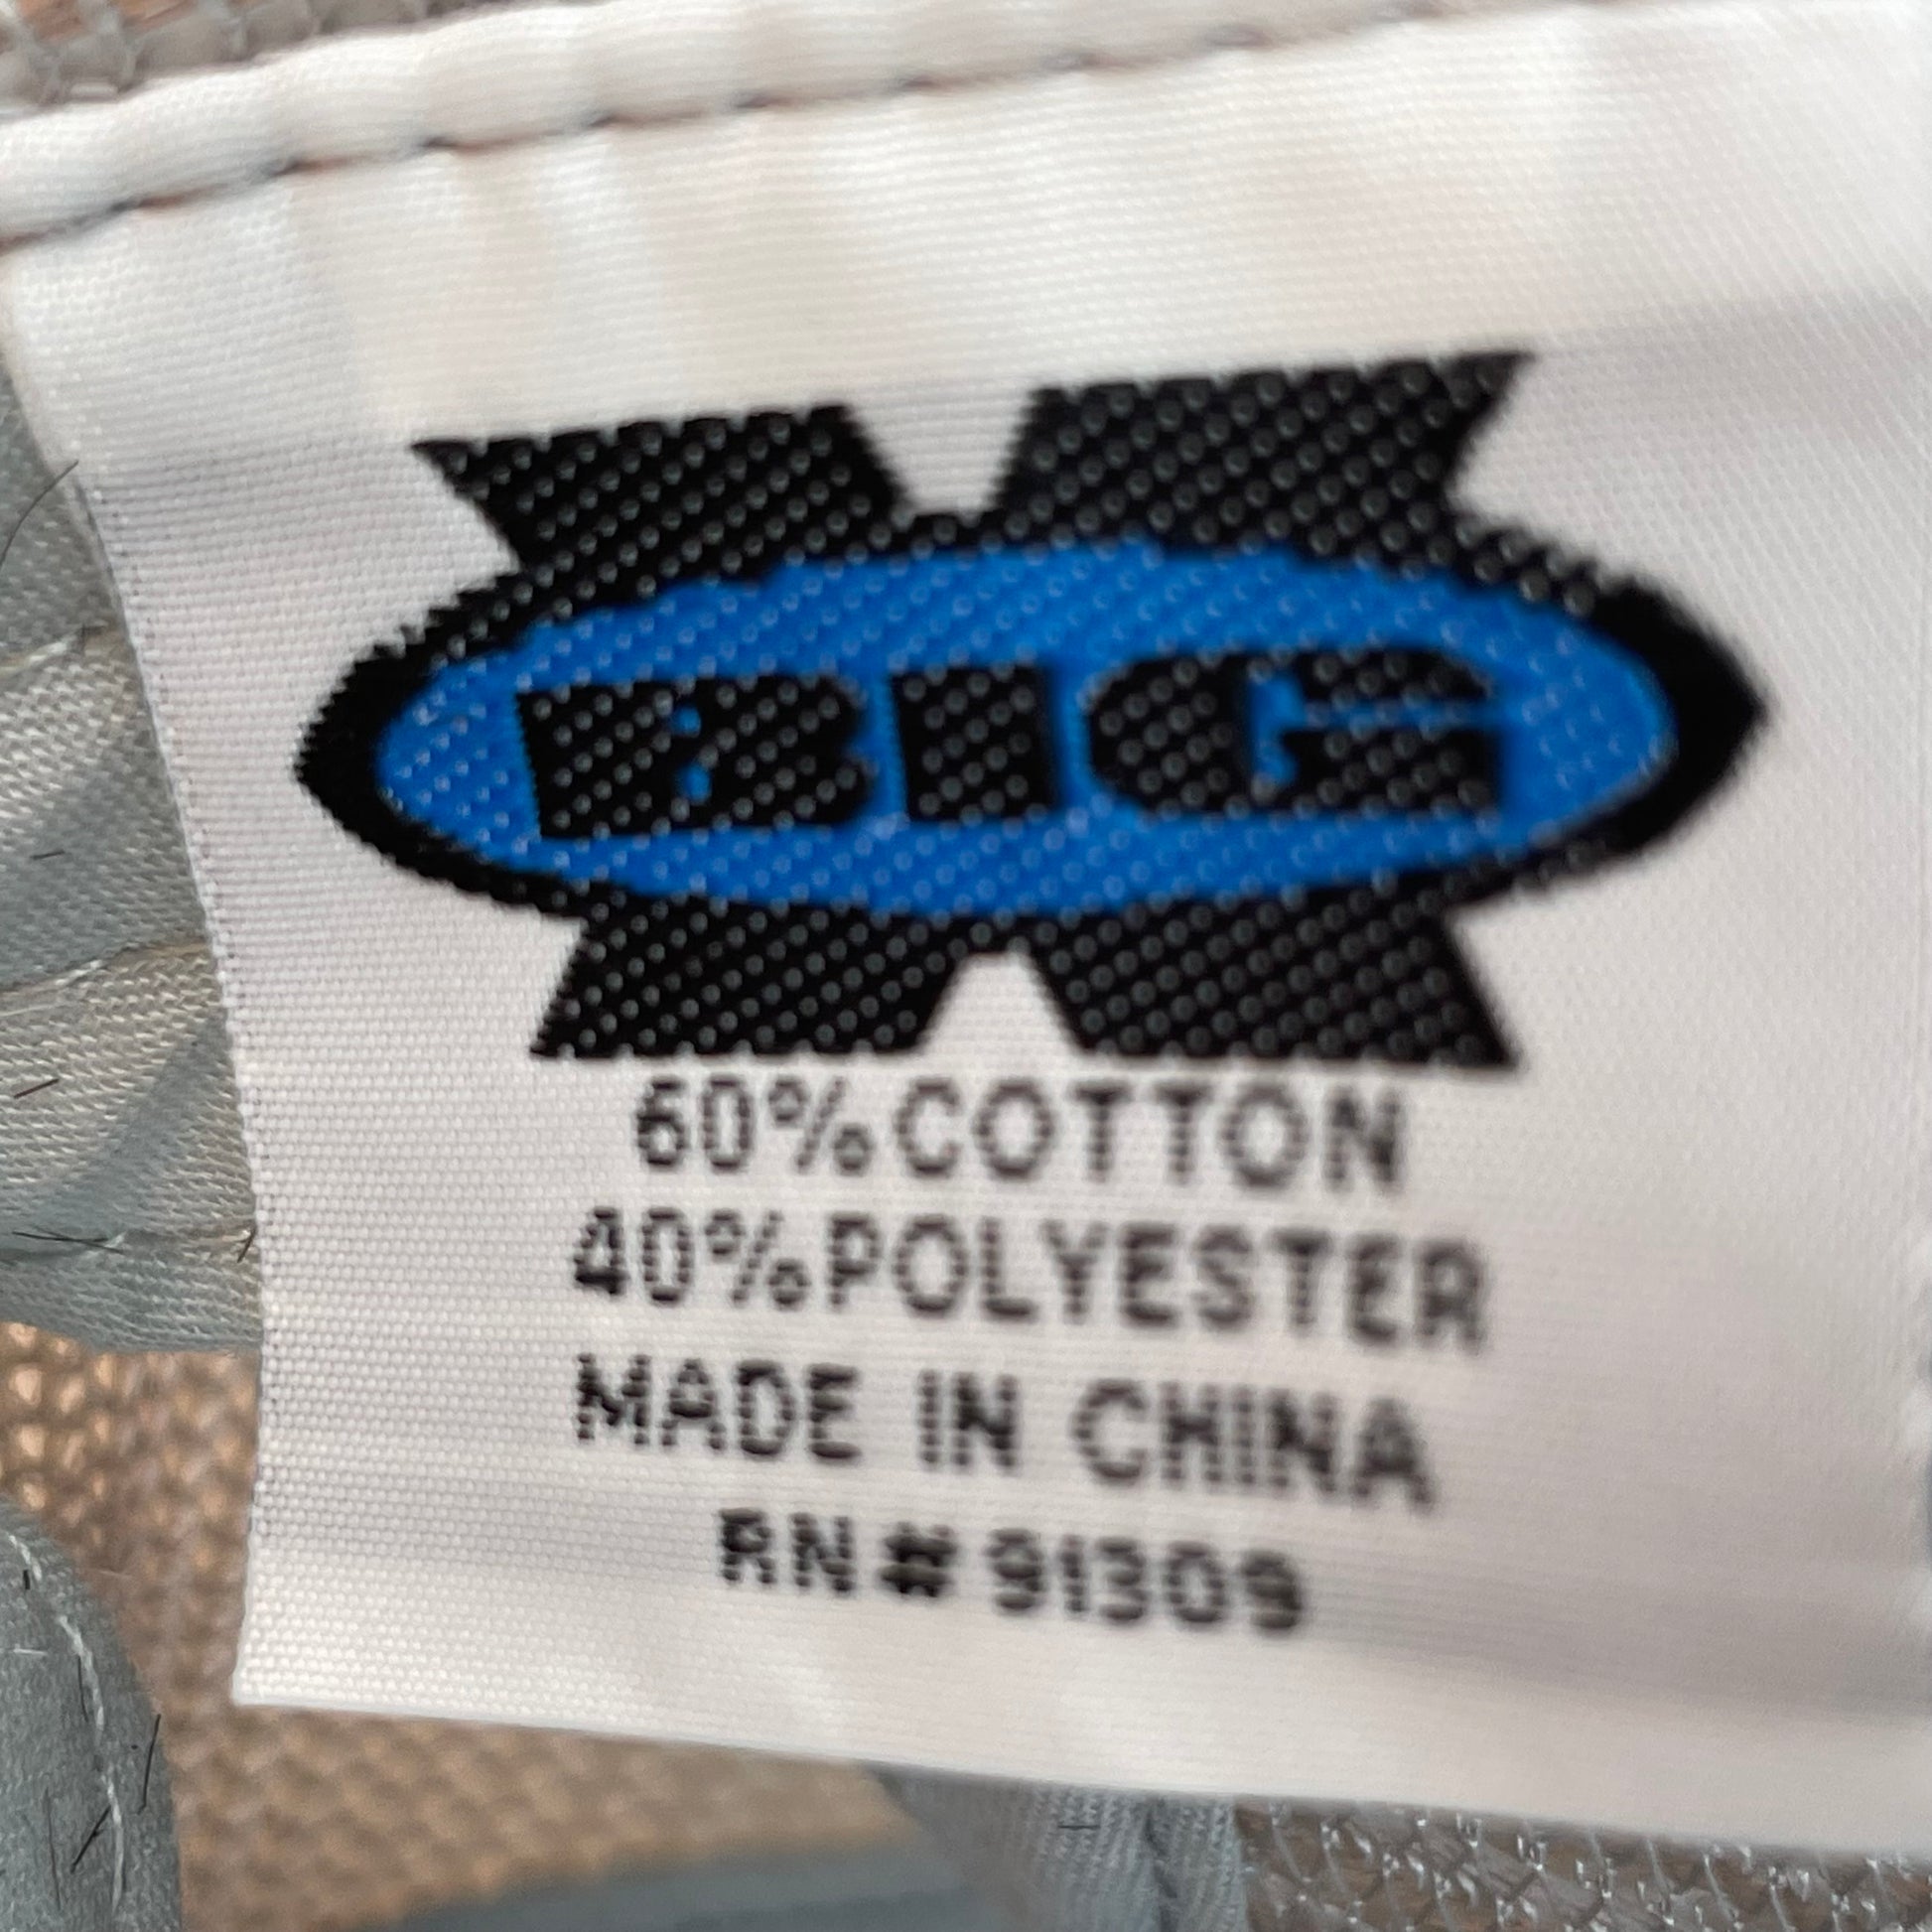 BIG
60% COTTON
40% POLYESTER
MADE IN CHINA
RN# 91309